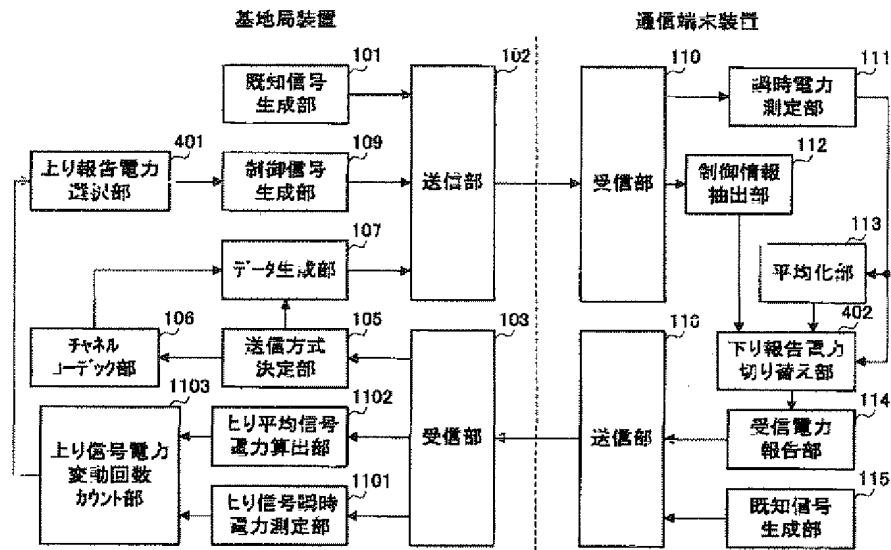 基地局装置
通信端末装置
101
既知信号
生成部
102
送信部
110
受信部
111
瞬時電力
測定部
401
上り報告電力
選択部
109
制御信号
生成部
112
制御情報
抽出部
107
データ生成部
113
平均化部
106
チャネル
コーデック部
105
送信方式
決定部
103
受信部
116
送信部
402
下り報告電力
切り替え部
1103
上り信号電力
変動回数
カウント部
1102
上り平均信号
電力算出部
114
受信電力
報告部
1101
上り信号瞬時
電力測定部
115
既知信号
生成部